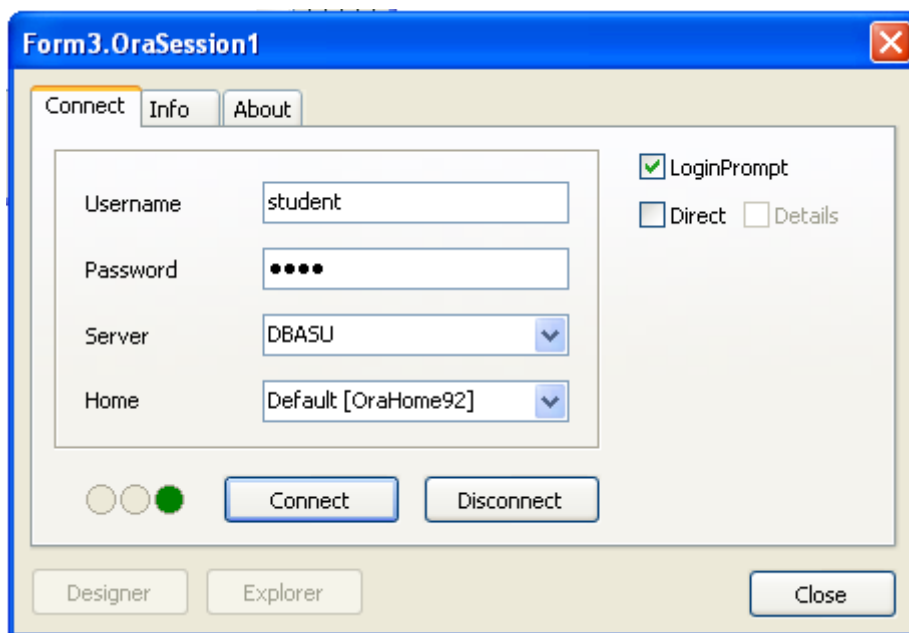 Form3.OraSession1
Connect Info About
Username student
Password ••••
Server DBASU
Home Default [OraHome92]
LoginPrompt
Direct Details
Connect Disconnect
Designer Explorer Close